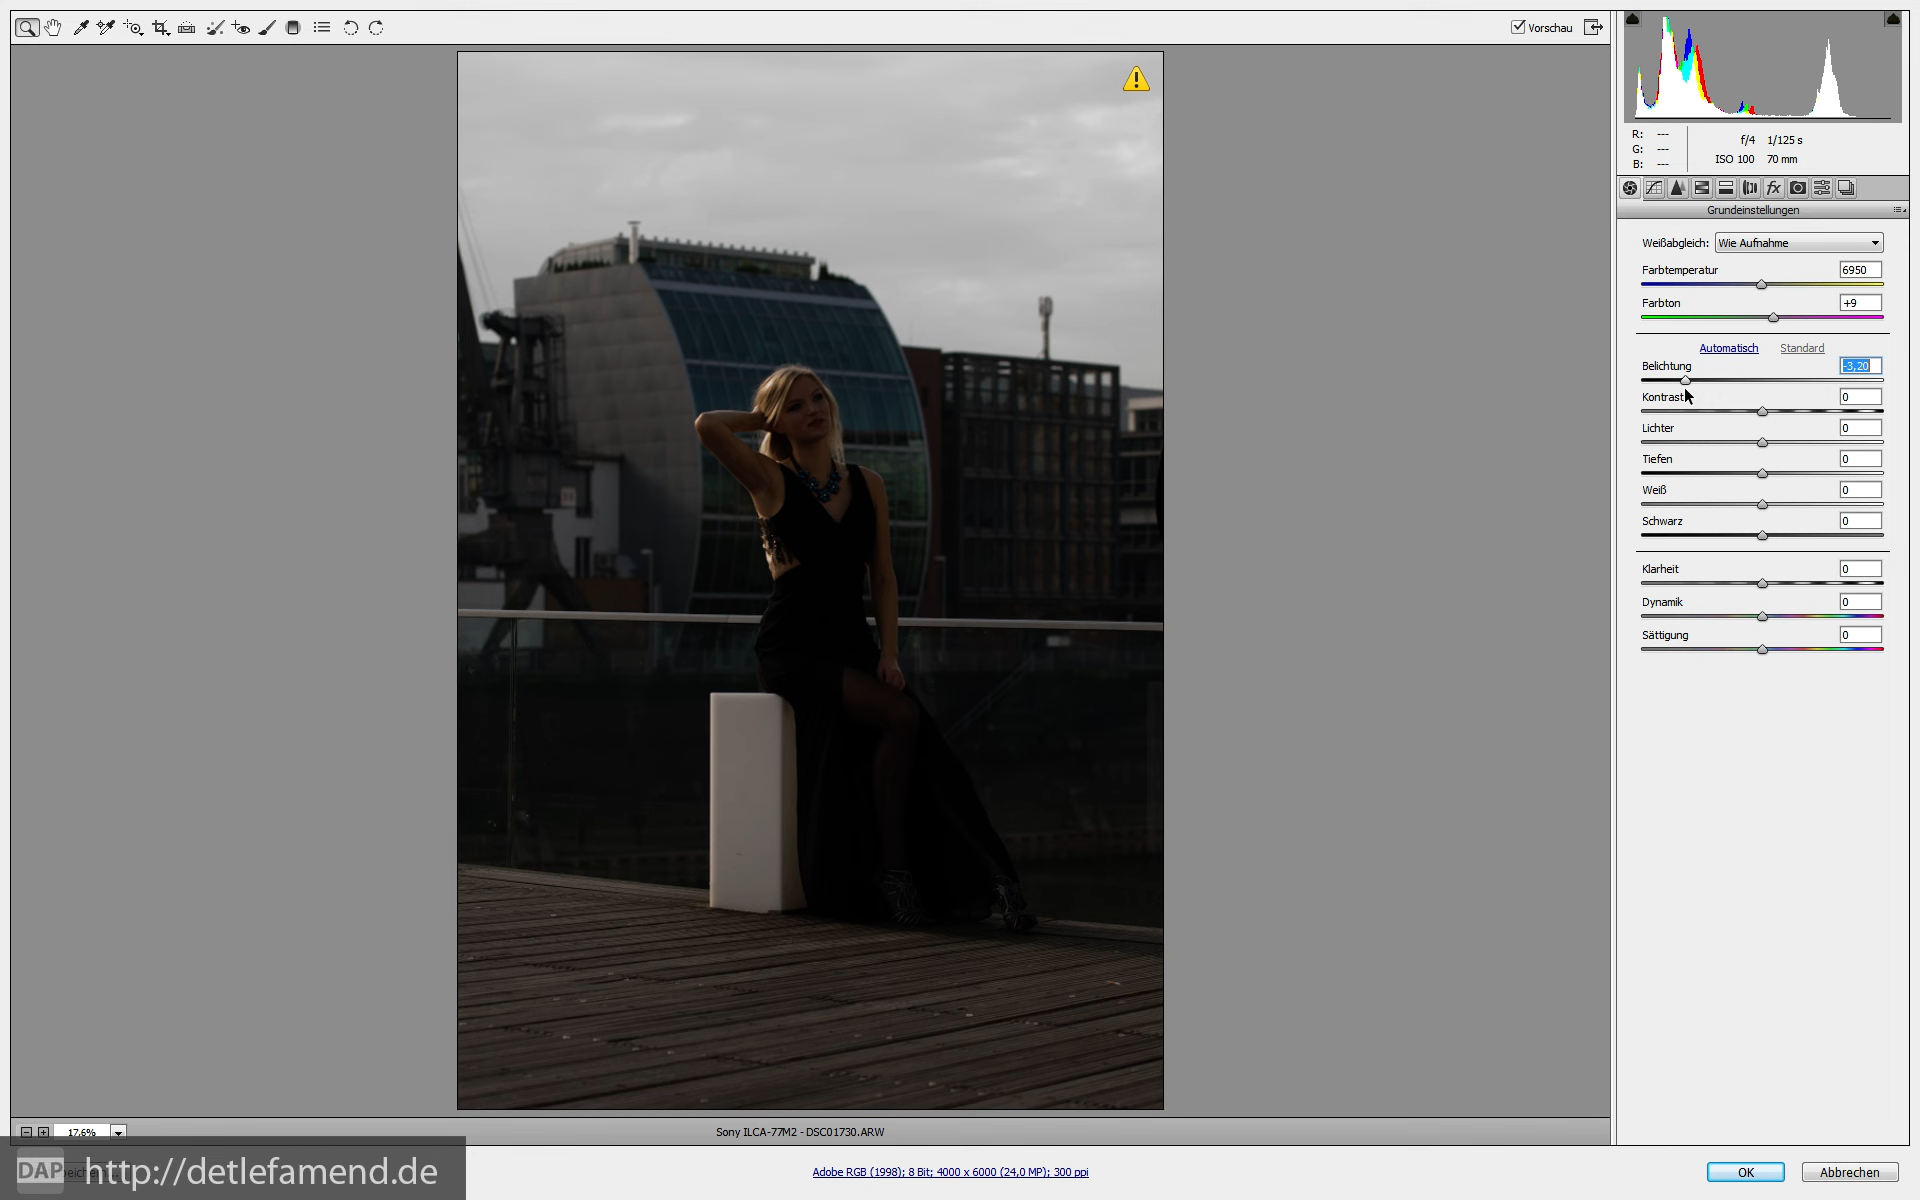 Vorschau
R: ---
G: ---
B: ---
f/4 1/125 s
ISO 100 70 mm
fx
Grundeinstellungen
Weißabgleich: Wie Aufnahme
Farbtemperatur 6950
Farbton +9
Automatisch Standard
Belichtung -3,20
Kontrast 0
Lichter 0
Tiefen 0
Weiß 0
Schwarz 0
Klarheit 0
Dynamik 0
Sättigung 0
17,6%
Sony ILCA-77M2 - DSC01730.ARW
DAP http://detlefamend.de
Adobe RGB (1998); 8 Bit; 4000 x 6000 (24,0 MP); 300 ppi
OK Abbrechen